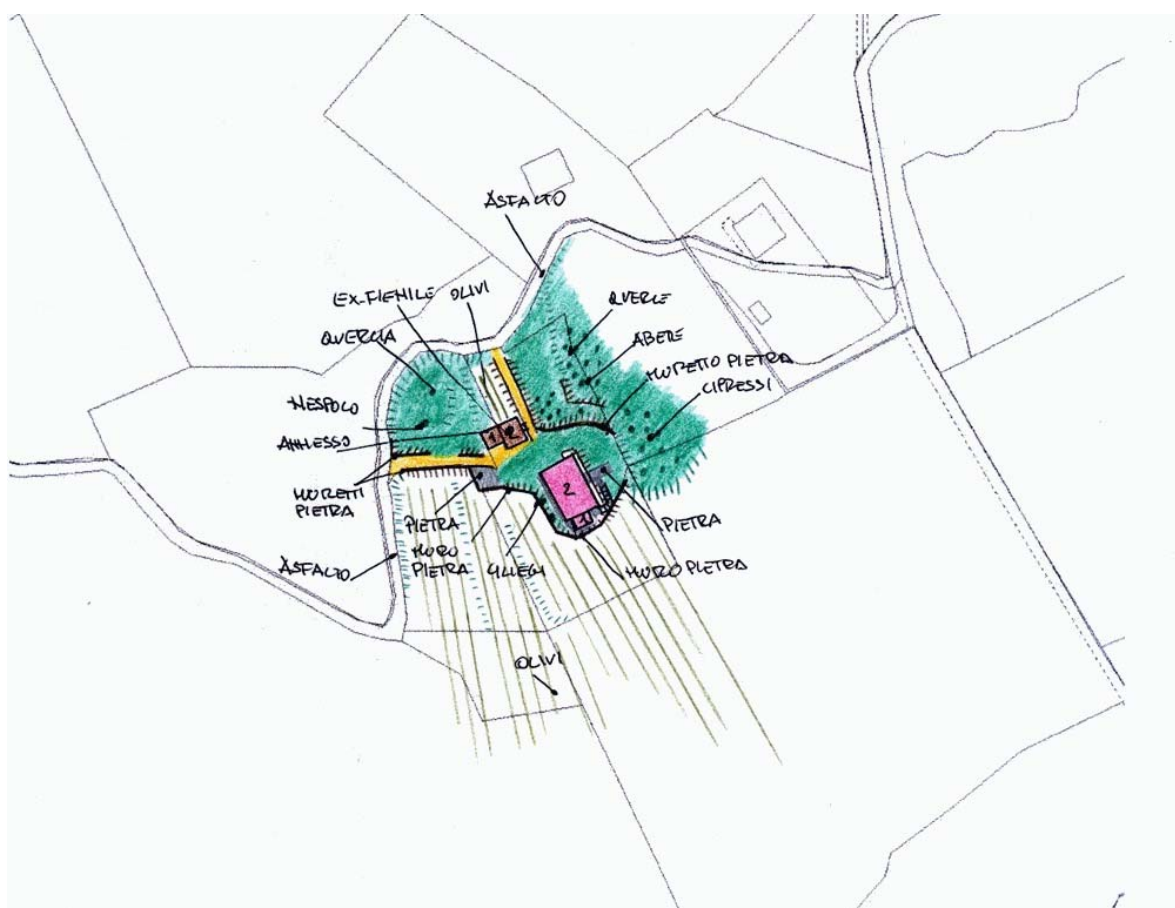 ASFALTO
EX-FIENILE OLIVI
QUERCE
QUERCIA
ABETE
MURETTO PIETRA
CIPRESSI
NESPOLO
ANNESSO
1 2
MURETTI
PIETRA
2
PIETRA
PIETRA
1
MURO
PIETRA
ASFALTO
MURO PIETRA
OLIVI